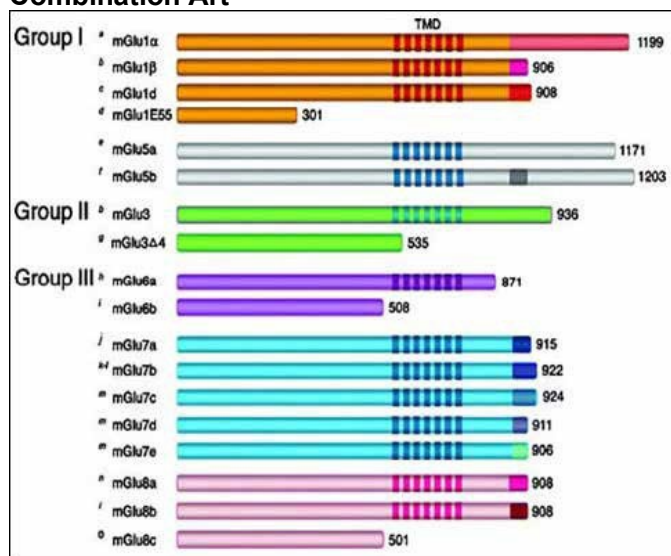 Combination Art
TMD
Group I a mGlu1α 1199
b mGlu1β 906
c mGlu1d 908
d mGlu1E55 301
e mGlu5a 1171
f mGlu5b 1203
Group II b mGlu3 936
g mGlu3Δ4 535
Group III h mGlu6a 871
i mGlu6b 508
j mGlu7a 915
k-l mGlu7b 922
m mGlu7c 924
m mGlu7d 911
m mGlu7e 906
n mGlu8a 908
i mGlu8b 908
o mGlu8c 501